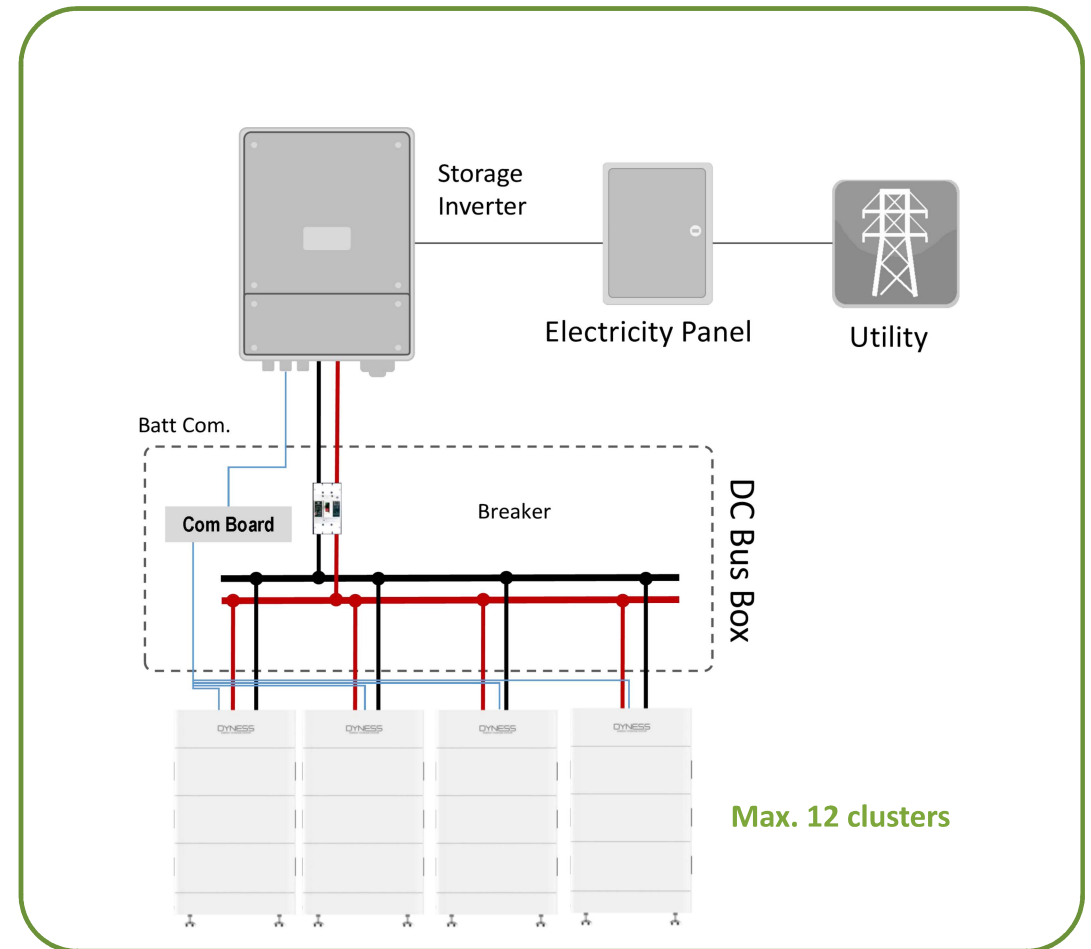 Storage
Inverter
Electricity Panel
Utility
Batt Com.
Com Board
Breaker
DC Bus Box
DYNESS
DYNESS
DYNESS
DYNESS
Max. 12 clusters